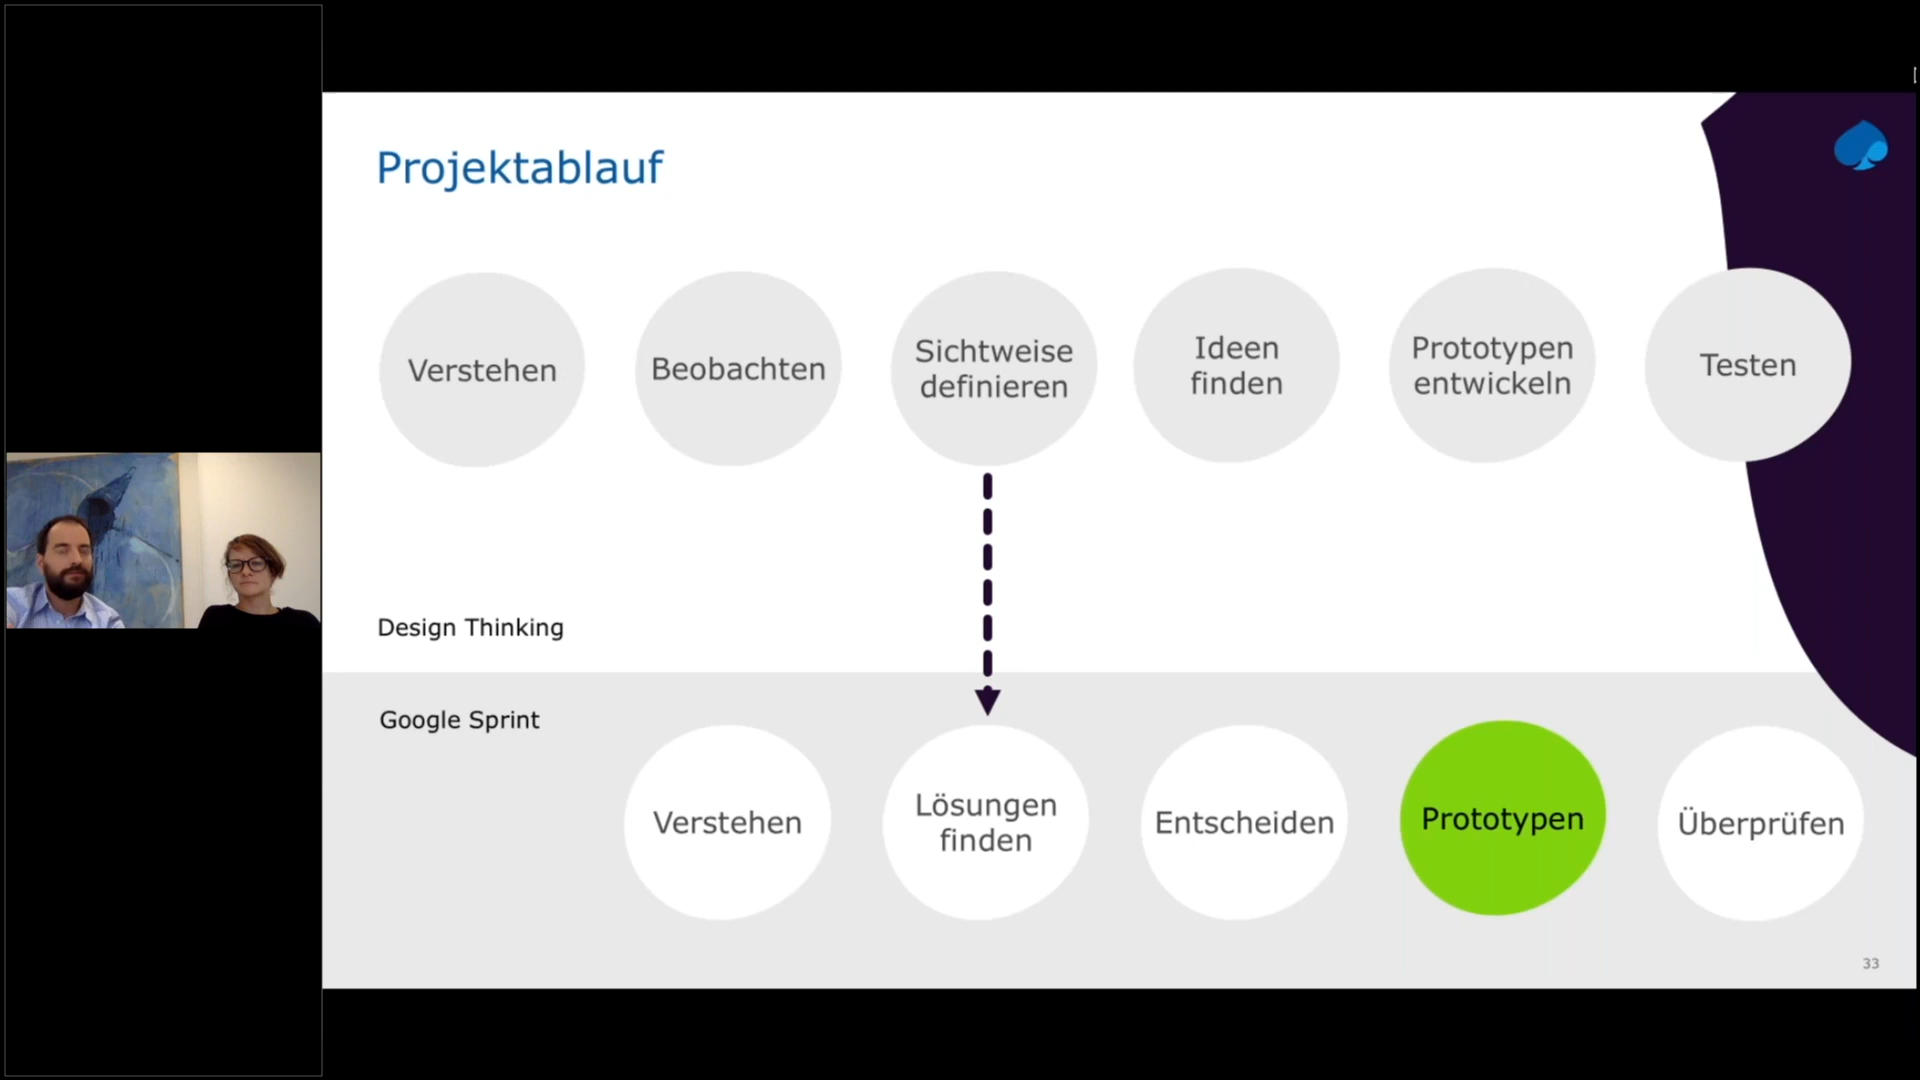 Projektablauf
Verstehen
Beobachten
Sichtweise
definieren
Ideen
finden
Prototypen
entwickeln
Testen
Design Thinking
Google Sprint
Verstehen
Lösungen
finden
Entscheiden
Prototypen
Überprüfen
33